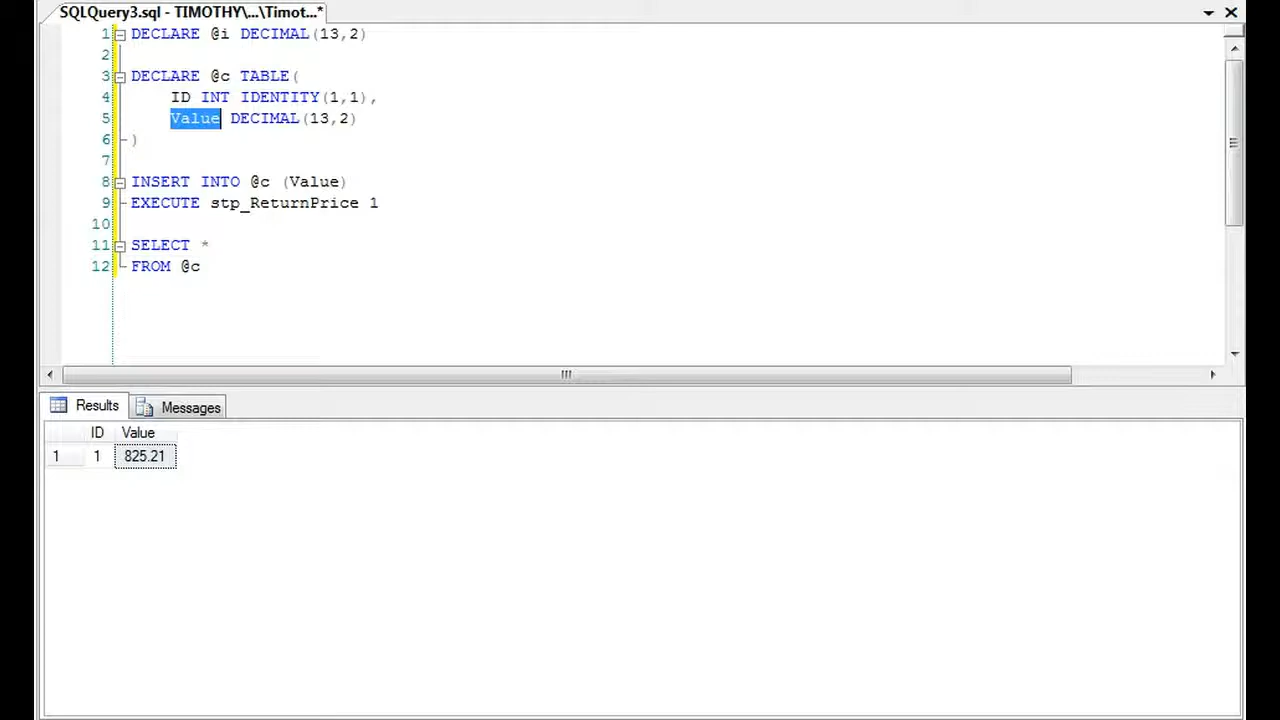 SQLQuery3.sql - TIMOTHY\...\Timot...*
1 DECLARE @i DECIMAL(13,2)
2
3 DECLARE @c TABLE(
4 ID INT IDENTITY(1,1),
5 Value DECIMAL(13,2)
6 )
7
8 INSERT INTO @c (Value)
9 EXECUTE stp_ReturnPrice 1
10
11 SELECT *
12 FROM @c
Results Messages
ID Value
1 1 825.21